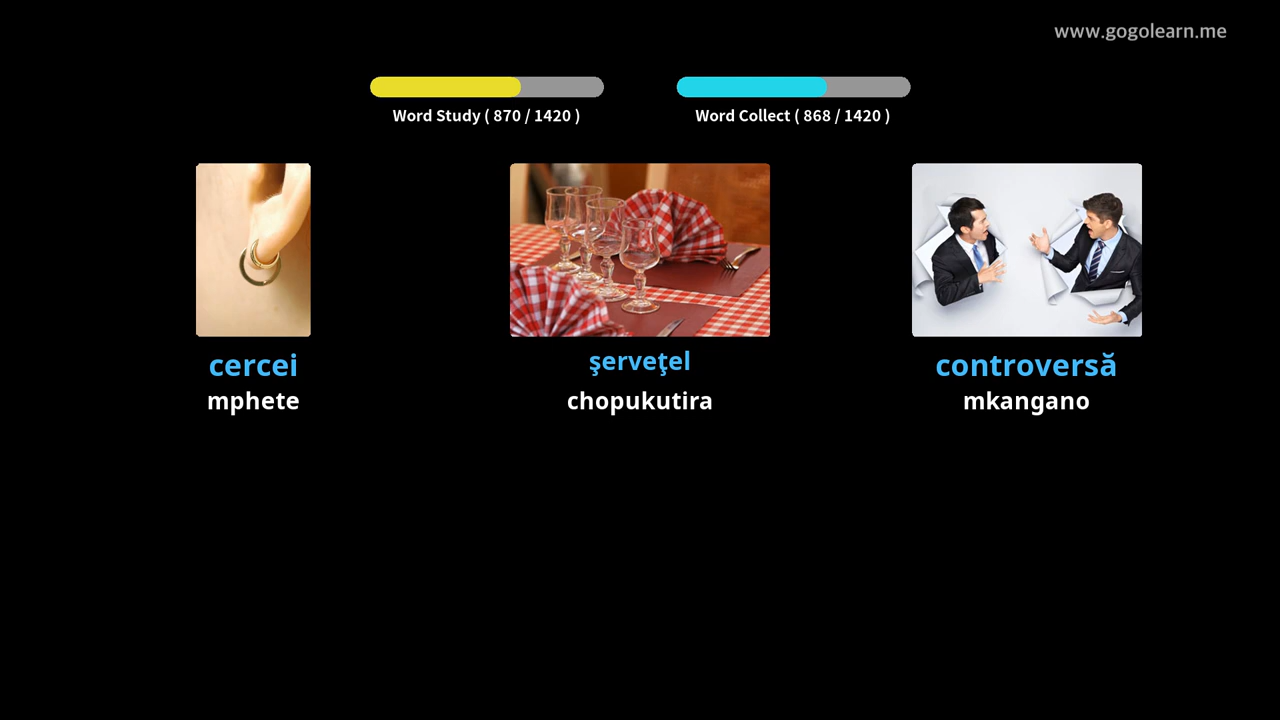 www.gogolearn.me
Word Study ( 870 / 1420 )
Word Collect ( 868 / 1420 )
cercei
mphete
şerveţel
chopukutira
controversă
mkangano